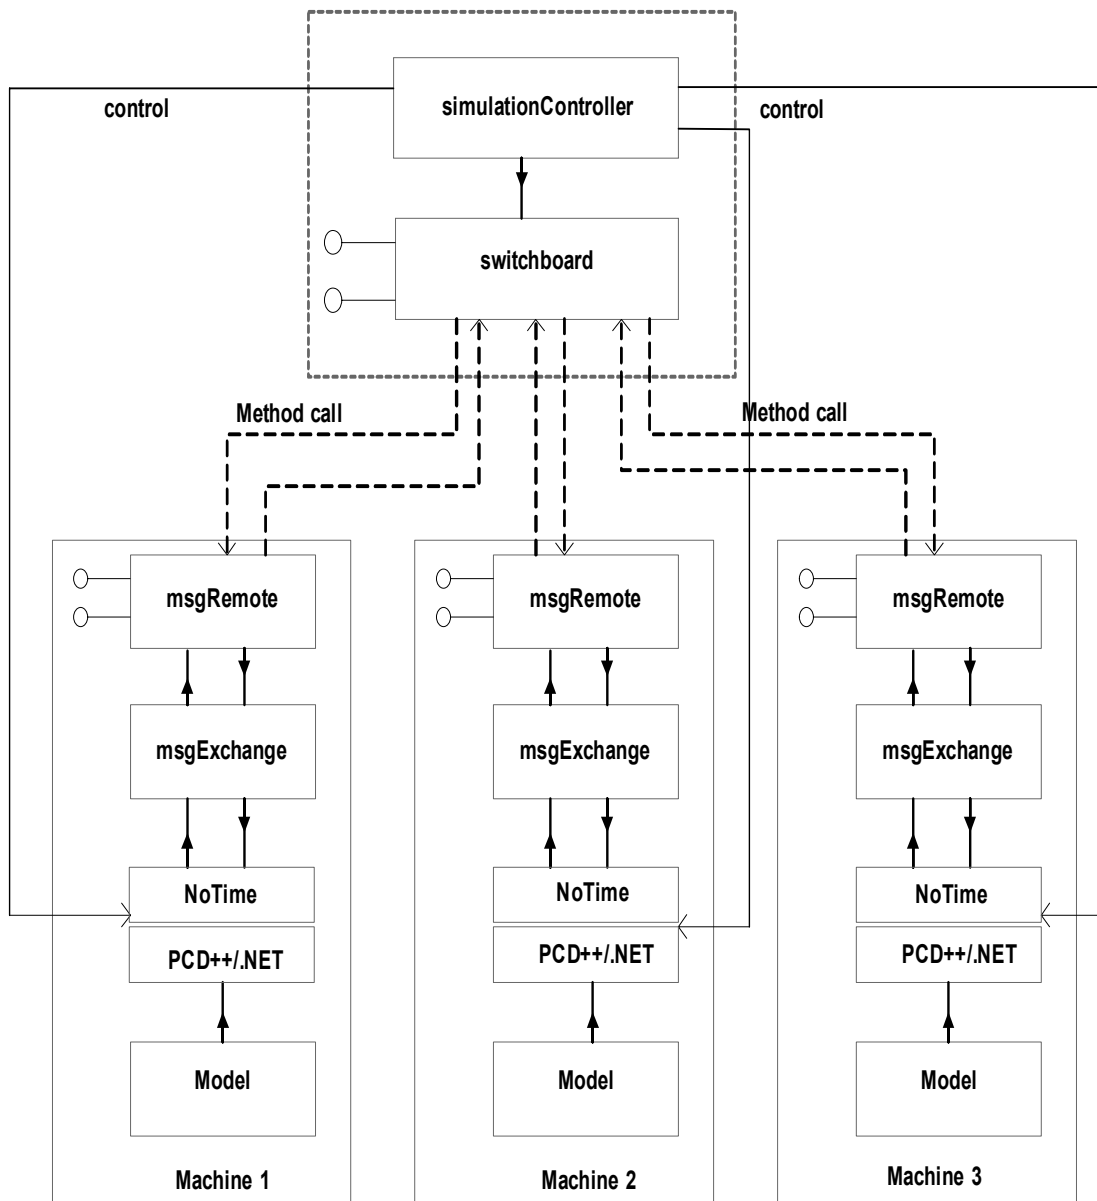 simulationController
control
control
switchboard
Method call
Method call
msgRemote
msgRemote
msgRemote
msgExchange
msgExchange
msgExchange
NoTime
NoTime
NoTime
PCD++/.NET
PCD++/.NET
PCD++/.NET
Model
Model
Model
Machine 1
Machine 2
Machine 3